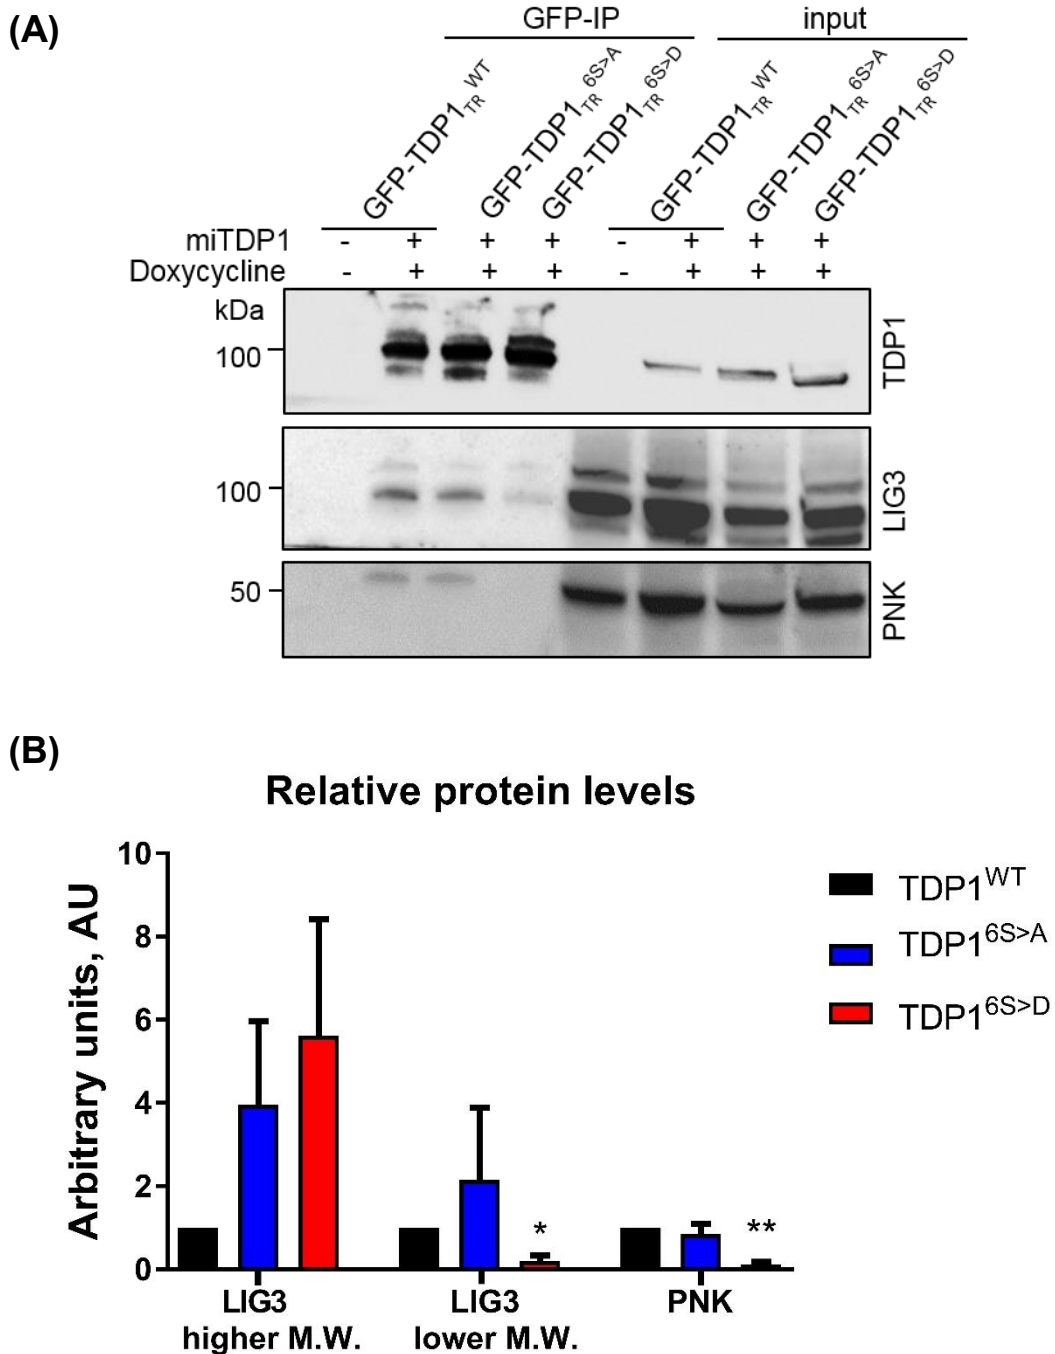 (A)
GFP-IP input
GFP-TDP1TR WT GFP-TDP1TR 6S>A GFP-TDP1TR 6S>D GFP-TDP1TR WT GFP-TDP1TR 6S>A GFP-TDP1TR 6S>D
miTDP1 - + + + - + + +
Doxycycline - + + + - + + +
kDa
100 TDP1
100 LIG3
50 PNK
(B)
Relative protein levels
Arbitrary units, AU
10
8
6
4
2
0
* **
LIG3 LIG3 PNK
higher M.W. lower M.W.
TDP1WT
TDP16S>A
TDP16S>D